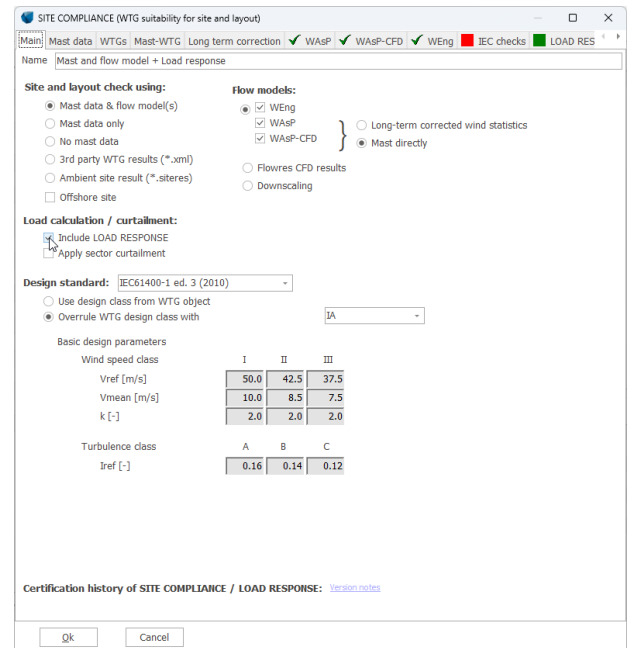 SITE COMPLIANCE (WTG suitability for site and layout)
Main Mast data WTGs Mast-WTG Long term correction WAsP WAsP-CFD WEng IEC checks LOAD RES
Name Mast and flow model + Load response
Site and layout check using: Flow models:
Mast data & flow model(s) WEng
Mast data only WAsP Long-term corrected wind statistics
No mast data WAsP-CFD Mast directly
3rd party WTG results (*.xml) Flowres CFD results
Ambient site result (*.siteres) Downscaling
Offshore site
Load calculation / curtailment:
Include LOAD RESPONSE
Apply sector curtailment
Design standard: IEC61400-1 ed. 3 (2010)
Use design class from WTG object
Overrule WTG design class with IA
Basic design parameters
Wind speed class I II III
Vref [m/s] 50.0 42.5 37.5
Vmean [m/s] 10.0 8.5 7.5
k [-] 2.0 2.0 2.0
Turbulence class A B C
Iref [-] 0.16 0.14 0.12
Certification history of SITE COMPLIANCE / LOAD RESPONSE: Version notes
Ok Cancel